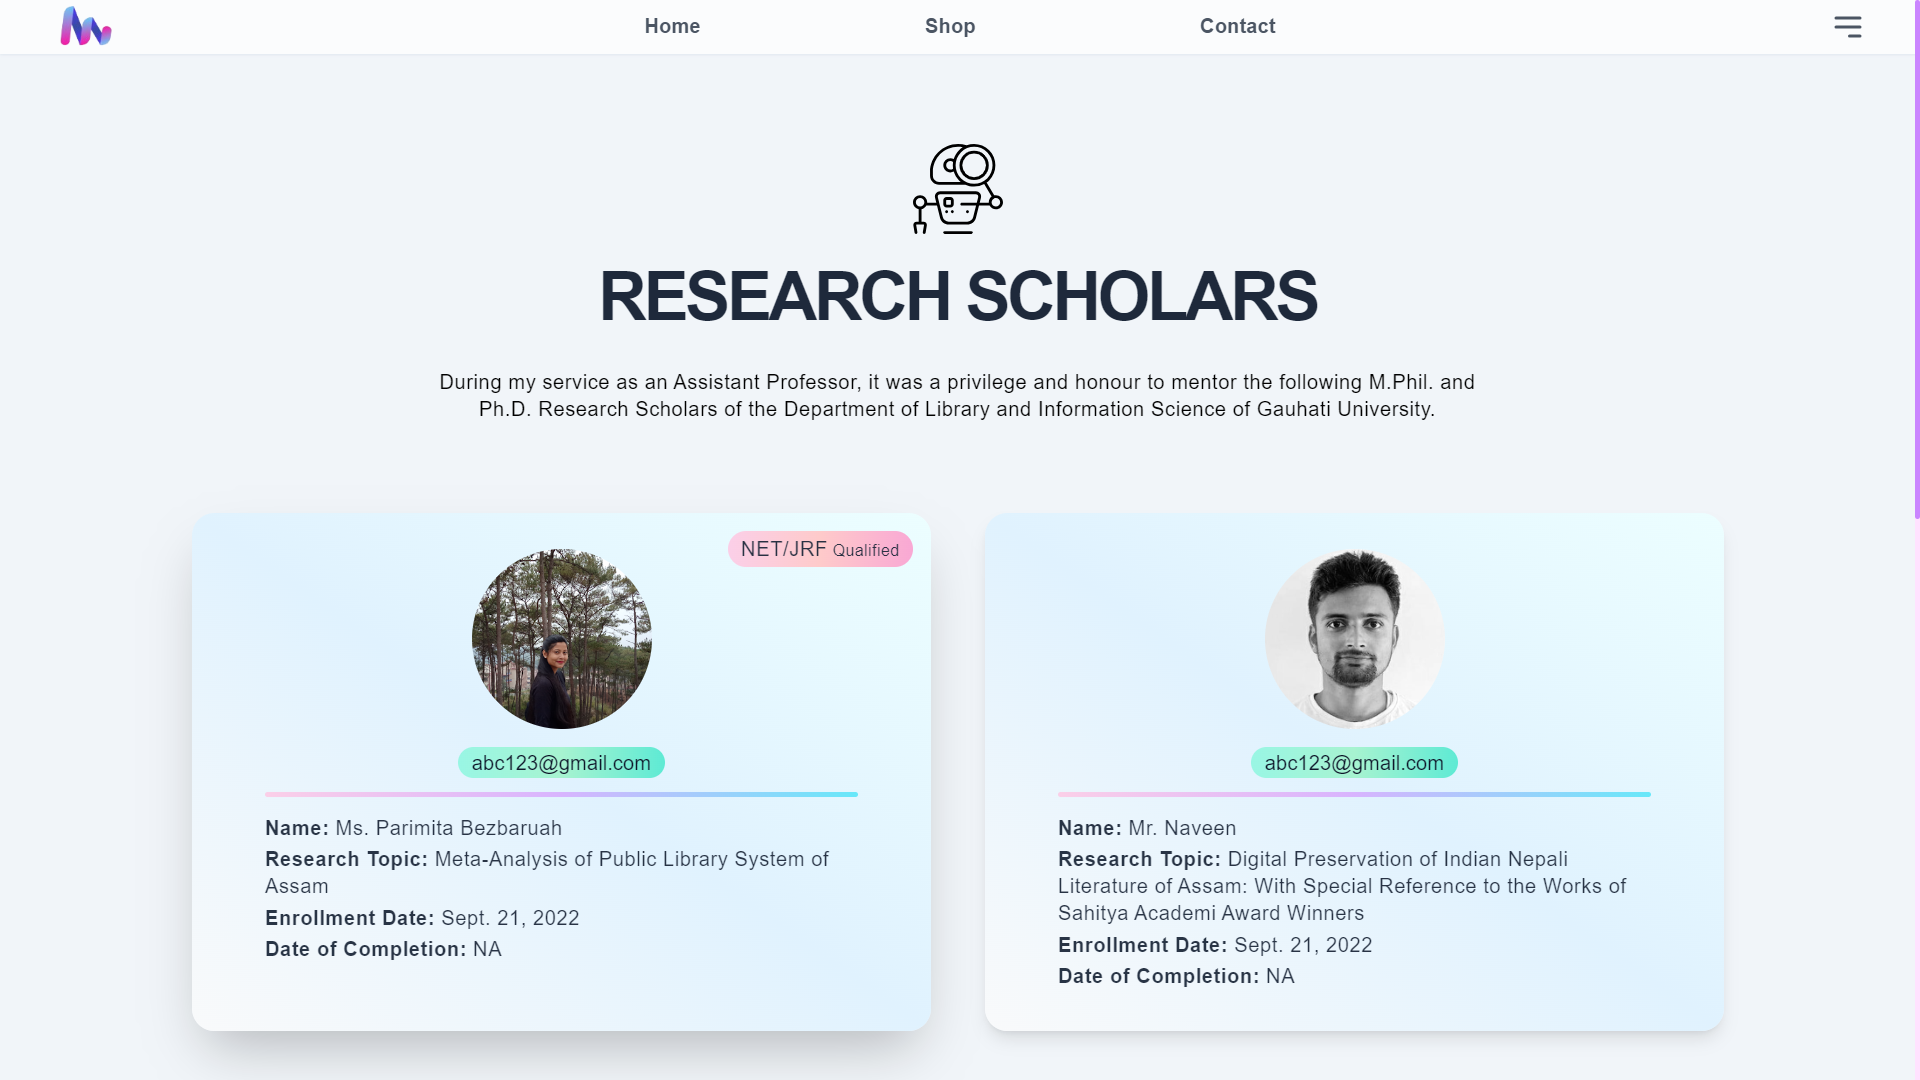 Home
Shop
Contact
RESEARCH SCHOLARS
During my service as an Assistant Professor, it was a privilege and honour to mentor the following M.Phil. and
Ph.D. Research Scholars of the Department of Library and Information Science of Gauhati University.
NET/JRF Qualified
abc123@gmail.com
Name: Ms. Parimita Bezbaruah
Research Topic: Meta-Analysis of Public Library System of
Assam
Enrollment Date: Sept. 21, 2022
Date of Completion: NA
abc123@gmail.com
Name: Mr. Naveen
Research Topic: Digital Preservation of Indian Nepali
Literature of Assam: With Special Reference to the Works of
Sahitya Academi Award Winners
Enrollment Date: Sept. 21, 2022
Date of Completion: NA